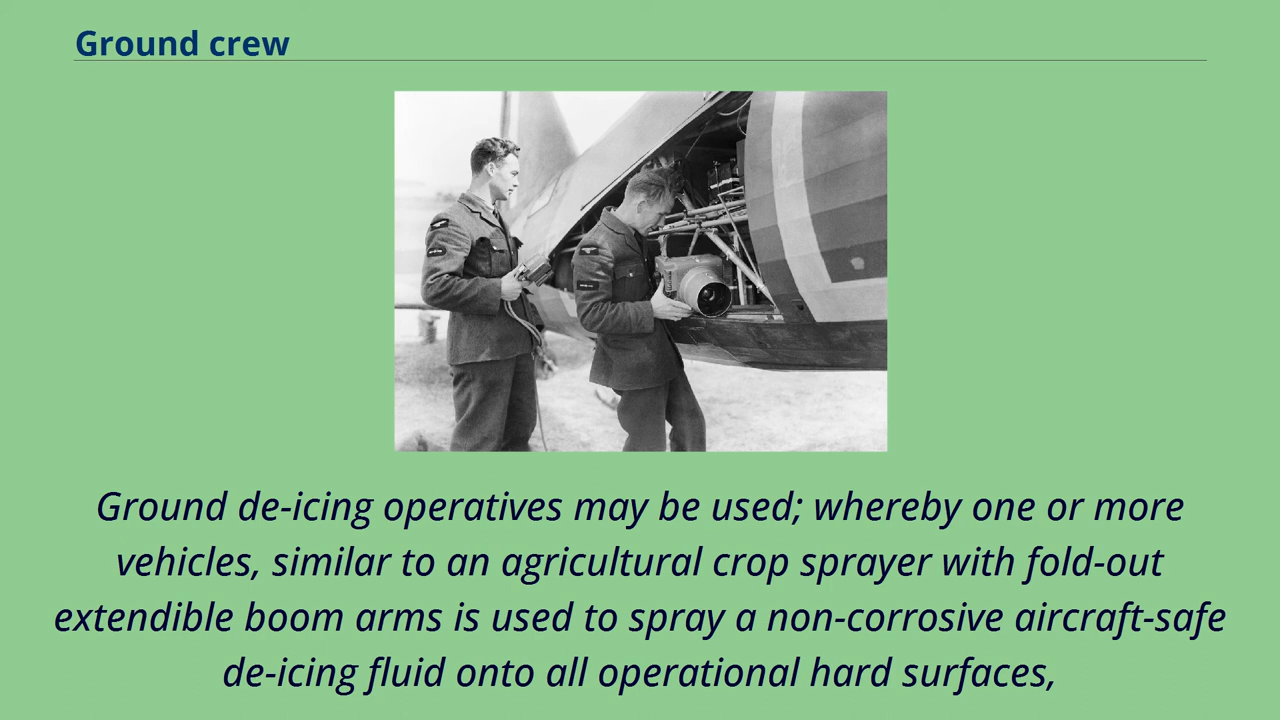 Ground crew
Ground de-icing operatives may be used; whereby one or more
vehicles, similar to an agricultural crop sprayer with fold-out
extendible boom arms is used to spray a non-corrosive aircraft-safe
de-icing fluid onto all operational hard surfaces,